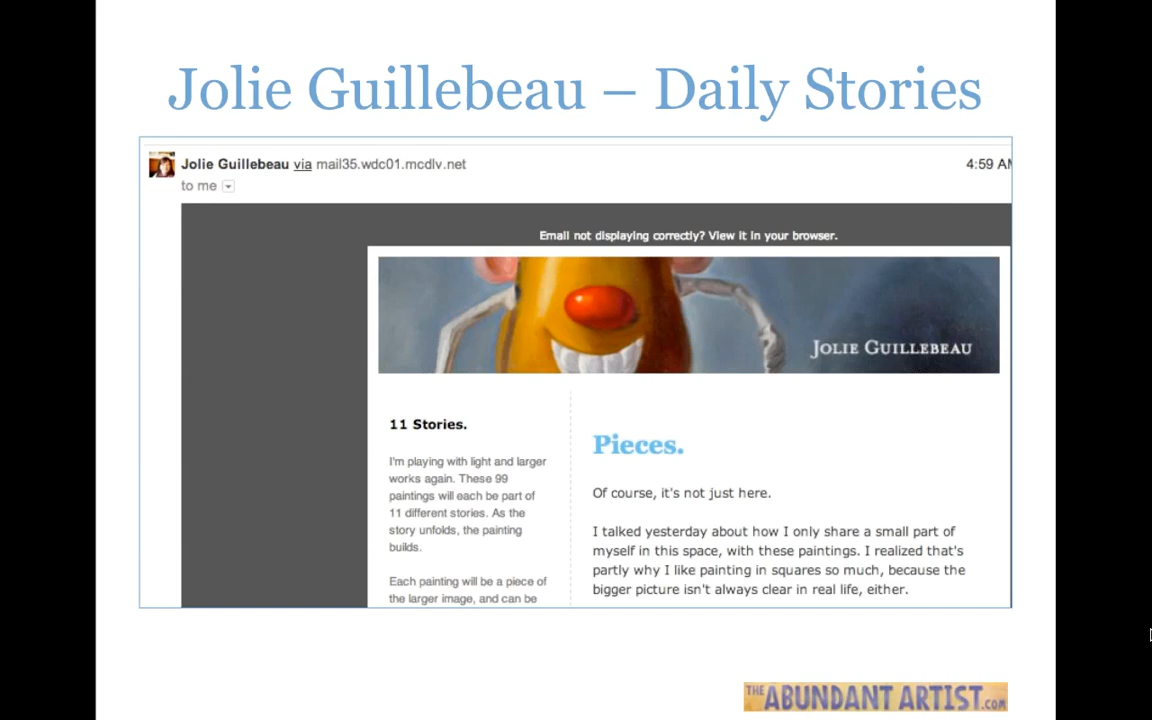 Jolie Guillebeau – Daily Stories
Jolie Guillebeau via mail35.wdc01.mcdlv.net
4:59 AM
to me
Email not displaying correctly? View it in your browser.
JOLIE GUILLEBEAU
11 Stories.
I'm playing with light and larger
works again. These 99
paintings will each be part of
11 different stories. As the
story unfolds, the painting
builds.
Each painting will be a piece of
the larger image, and can be
Pieces.
Of course, it's not just here.
I talked yesterday about how I only share a small part of
myself in this space, with these paintings. I realized that's
partly why I like painting in squares so much, because the
bigger picture isn't always clear in real life, either.
THE ABUNDANT ARTIST.COM